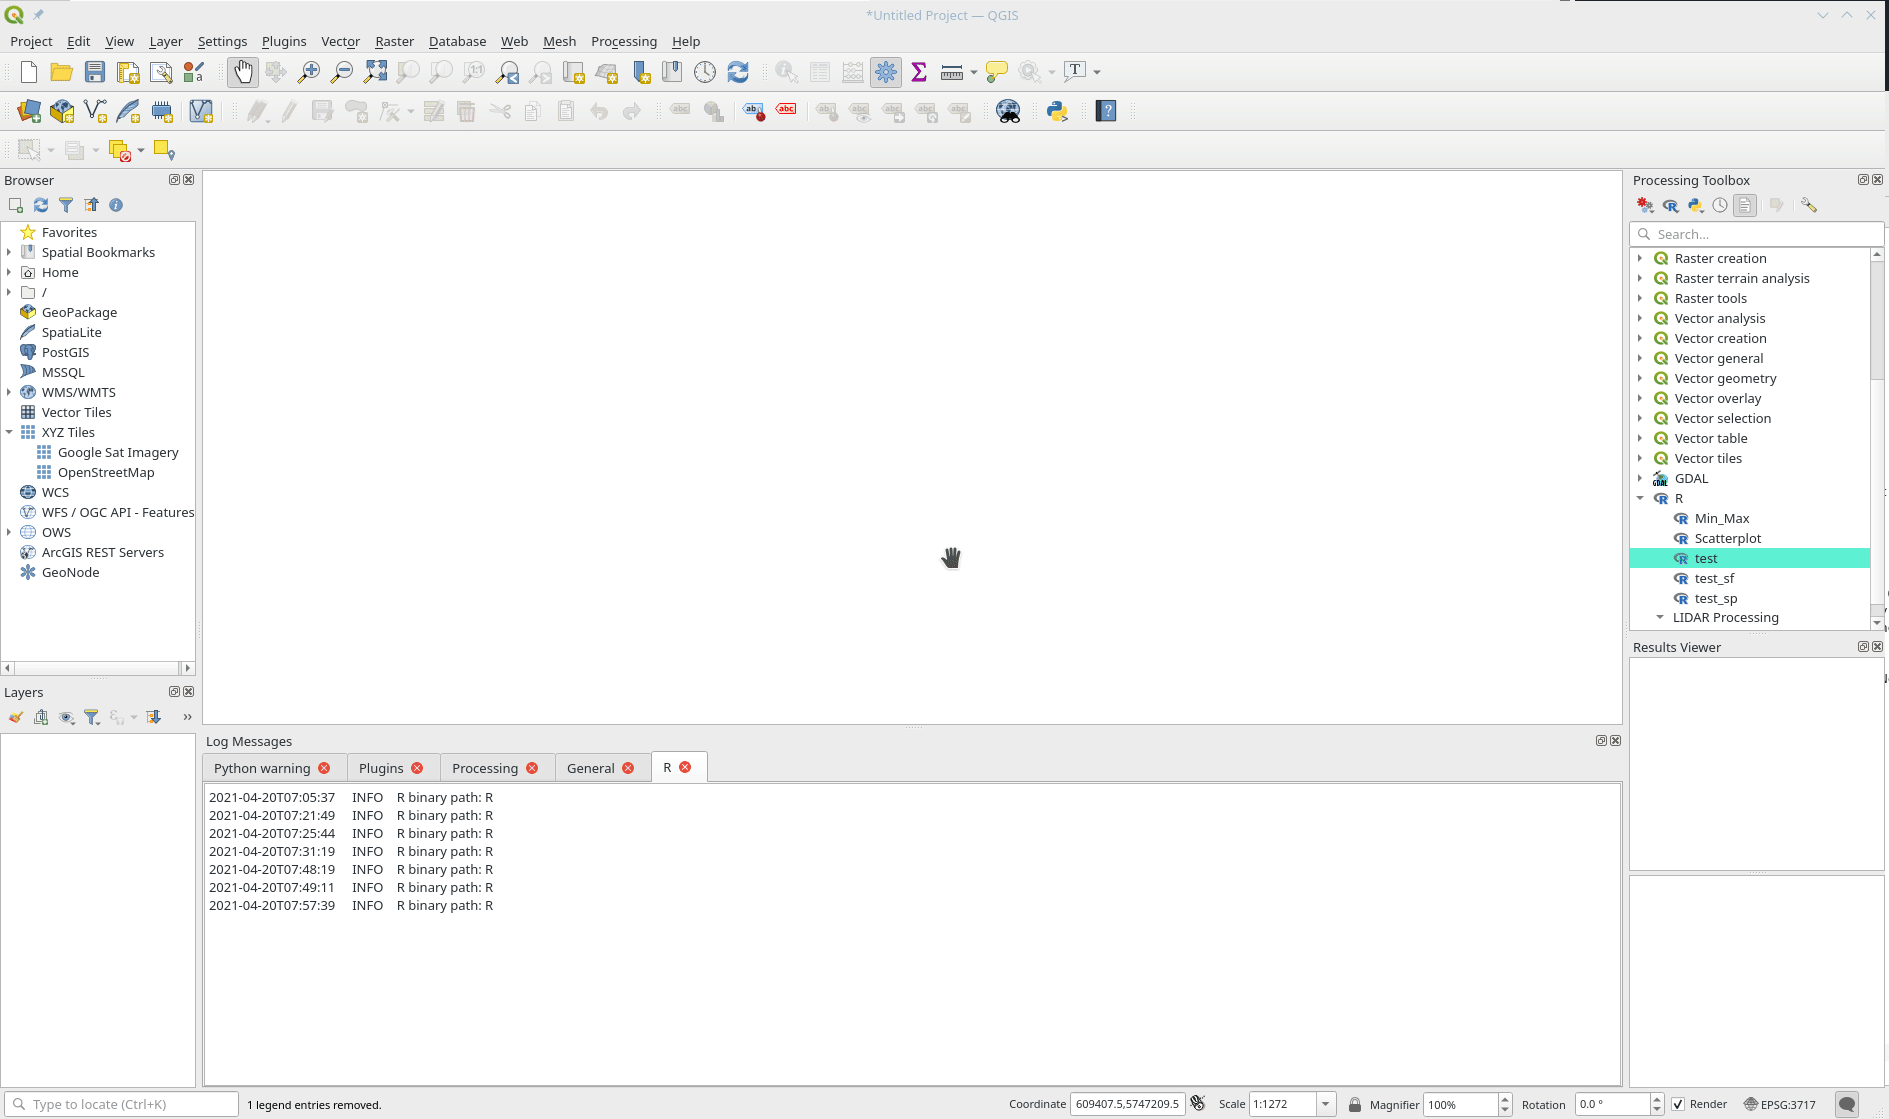 *Untitled Project — QGIS
Project Edit View Layer Settings Plugins Vector Raster Database Web Mesh Processing Help
Browser
Favorites
Spatial Bookmarks
Home
/
GeoPackage
SpatiaLite
PostGIS
MSSQL
WMS/WMTS
Vector Tiles
XYZ Tiles
Google Sat Imagery
OpenStreetMap
WCS
WFS / OGC API - Features
OWS
ArcGIS REST Servers
GeoNode
Layers
Processing Toolbox
Search...
Raster creation
Raster terrain analysis
Raster tools
Vector analysis
Vector creation
Vector general
Vector geometry
Vector overlay
Vector selection
Vector table
Vector tiles
GDAL
R
Min_Max
Scatterplot
test
test_sf
test_sp
LIDAR Processing
Results Viewer
Log Messages
Python warning Plugins Processing General R
2021-04-20T07:05:37 INFO R binary path: R
2021-04-20T07:21:49 INFO R binary path: R
2021-04-20T07:25:44 INFO R binary path: R
2021-04-20T07:31:19 INFO R binary path: R
2021-04-20T07:48:19 INFO R binary path: R
2021-04-20T07:49:11 INFO R binary path: R
2021-04-20T07:57:39 INFO R binary path: R
Type to locate (Ctrl+K) 1 legend entries removed. Coordinate 609407.5,5747209.5 Scale 1:1272 Magnifier 100% Rotation 0.0 ° Render EPSG:3717